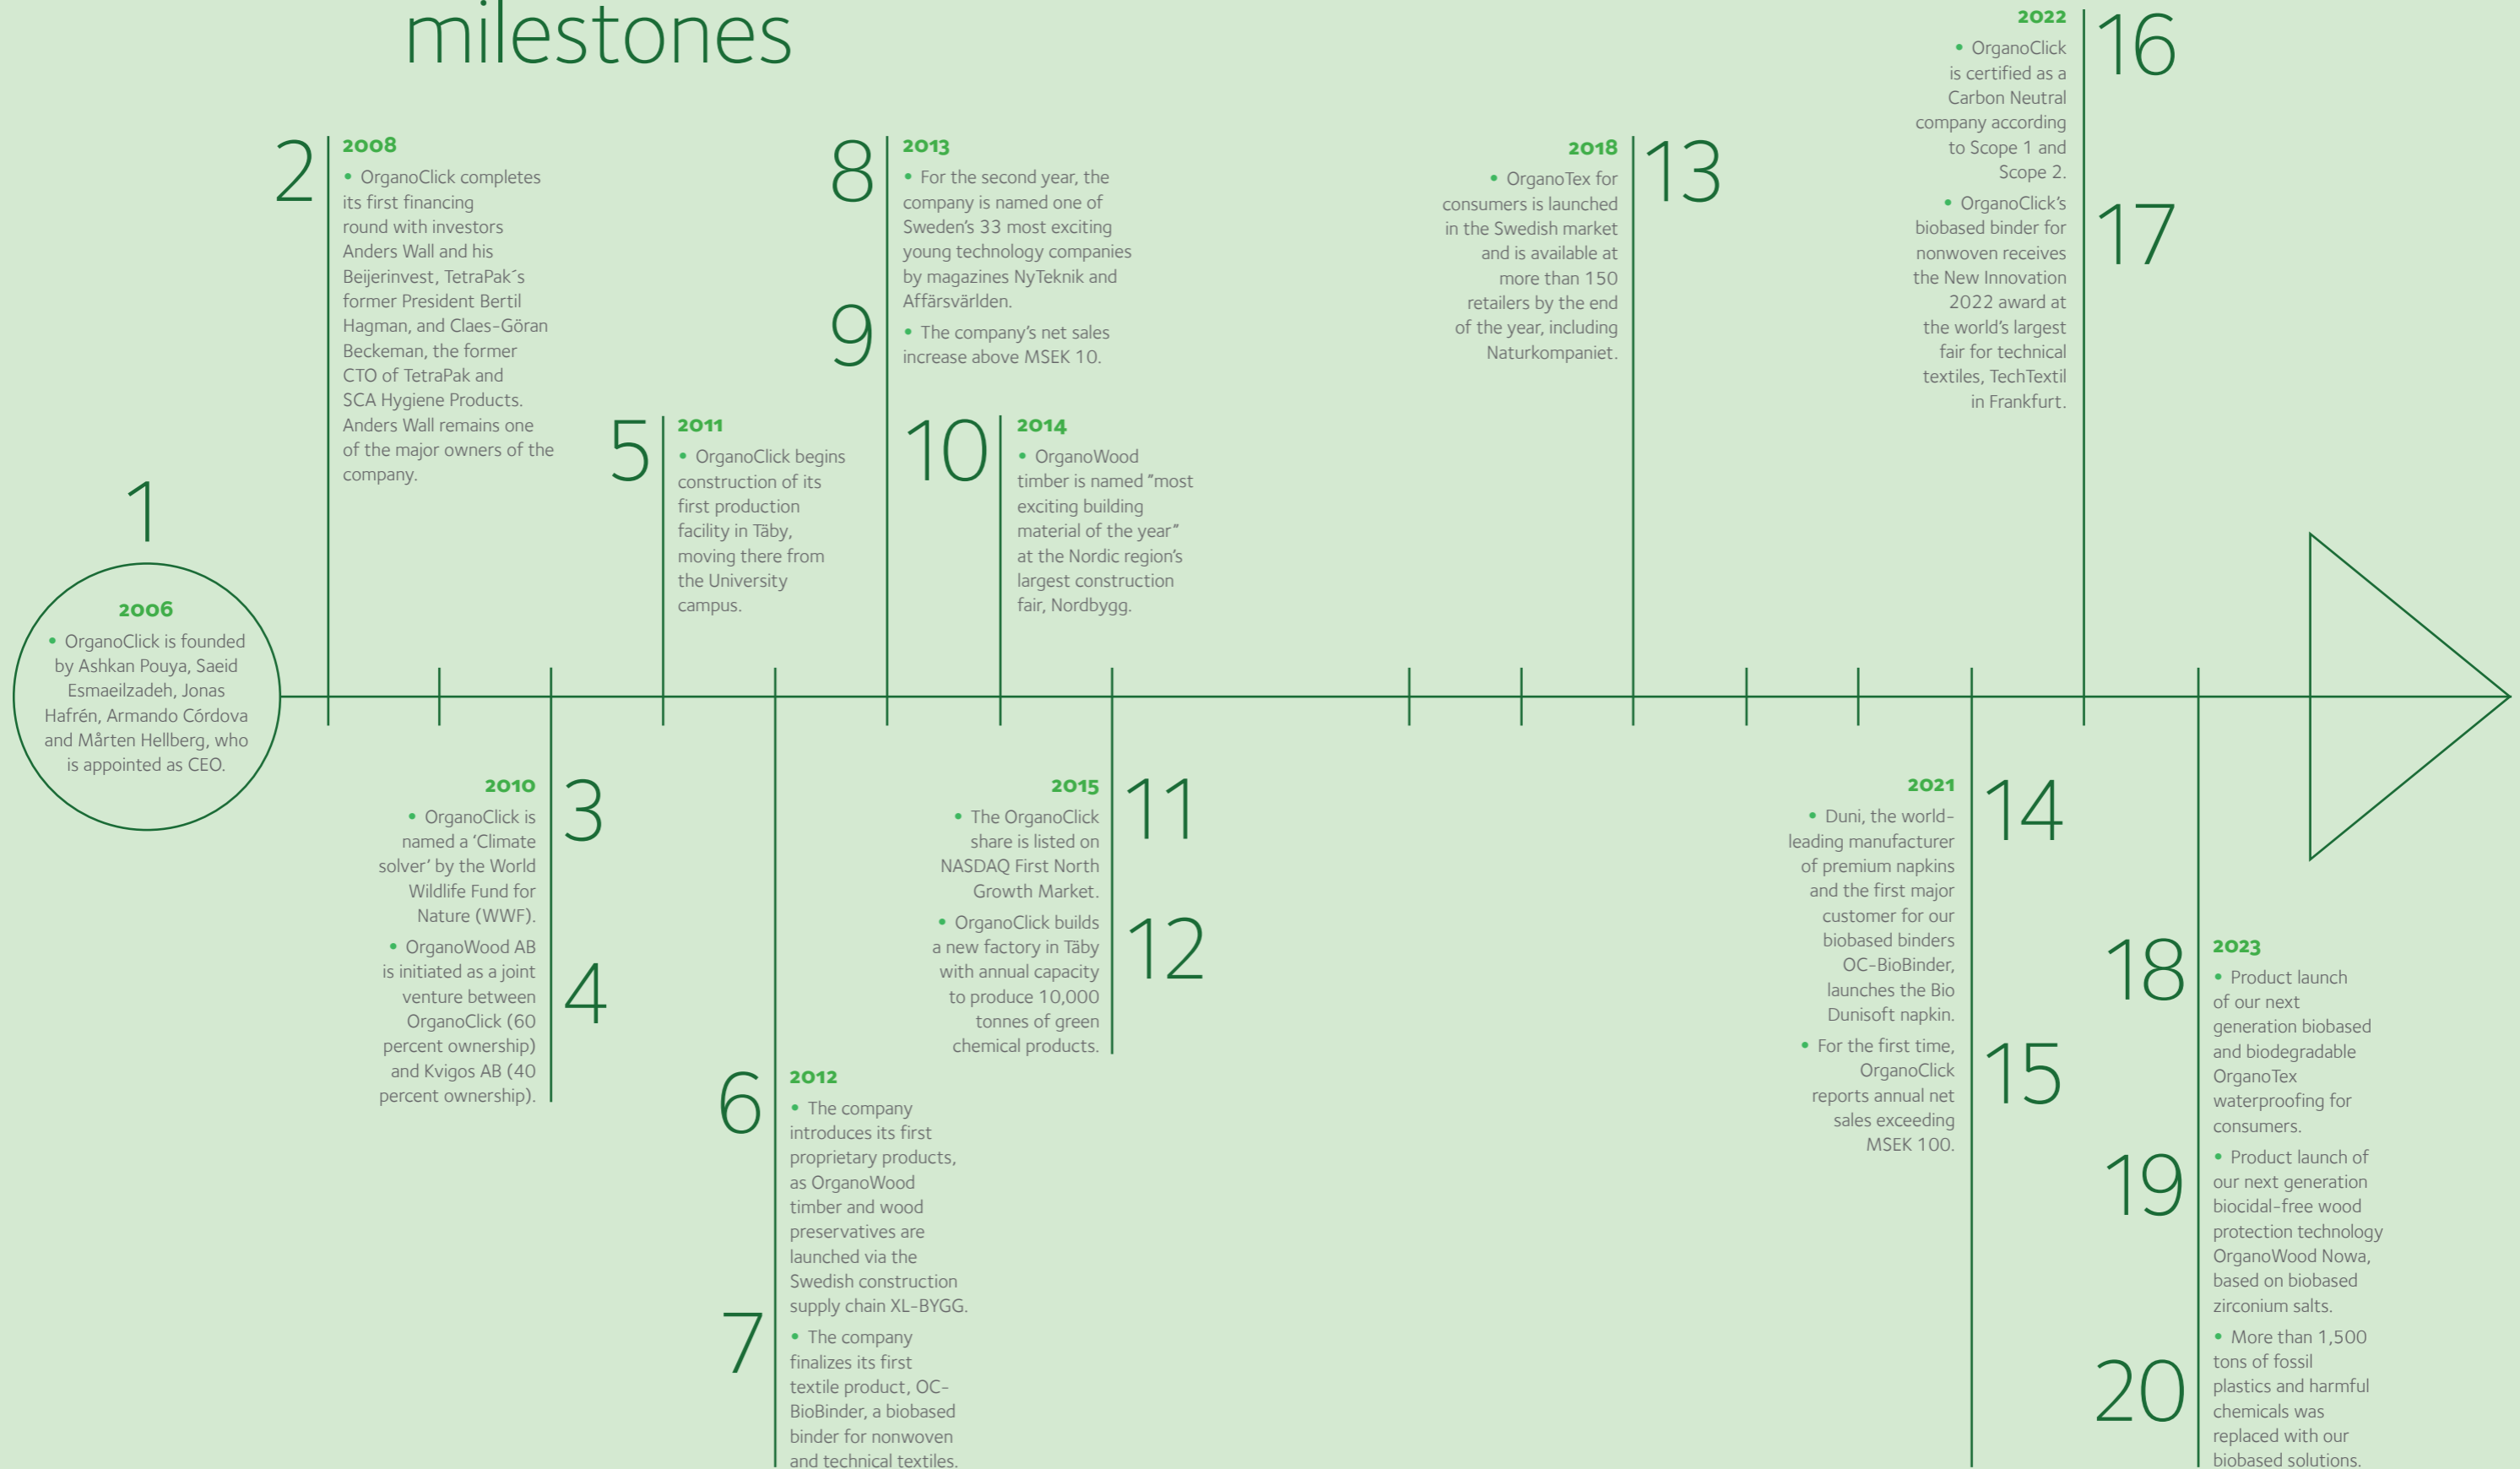 milestones
1
2006
• OrganoClick is founded
by Ashkan Pouya, Saeid
Esmaeilzadeh, Jonas
Hafrén, Armando Córdova
and Mårten Hellberg, who
is appointed as CEO.
2
2008
• OrganoClick completes
its first financing
round with investors
Anders Wall and his
Beijerinvest, TetraPak´s
former President Bertil
Hagman, and Claes-Göran
Beckeman, the former
CTO of TetraPak and
SCA Hygiene Products.
Anders Wall remains one
of the major owners of the
company.
2010
3
• OrganoClick is
named a ‘Climate
solver’ by the World
Wildlife Fund for
Nature (WWF).
4
• OrganoWood AB
is initiated as a joint
venture between
OrganoClick (60
percent ownership)
and Kvigos AB (40
percent ownership).
5
2011
• OrganoClick begins
construction of its
first production
facility in Täby,
moving there from
the University
campus.
6
2012
• The company
introduces its first
proprietary products,
as OrganoWood
timber and wood
preservatives are
launched via the
Swedish construction
supply chain XL-BYGG.
7
• The company
finalizes its first
textile product, OC-
BioBinder, a biobased
binder for nonwoven
and technical textiles.
8
2013
• For the second year, the
company is named one of
Sweden’s 33 most exciting
young technology companies
by magazines NyTeknik and
Affärsvärlden.
9
• The company’s net sales
increase above MSEK 10.
10
2014
• OrganoWood
timber is named ”most
exciting building
material of the year”
at the Nordic region’s
largest construction
fair, Nordbygg.
2015
11
• The OrganoClick
share is listed on
NASDAQ First North
Growth Market.
12
• OrganoClick builds
a new factory in Täby
with annual capacity
to produce 10,000
tonnes of green
chemical products.
2018
13
• OrganoTex for
consumers is launched
in the Swedish market
and is available at
more than 150
retailers by the end
of the year, including
Naturkompaniet.
2021
14
• Duni, the world-
leading manufacturer
of premium napkins
and the first major
customer for our
biobased binders
OC-BioBinder,
launches the Bio
Dunisoft napkin.
15
• For the first time,
OrganoClick
reports annual net
sales exceeding
MSEK 100.
2022
16
• OrganoClick
is certified as a
Carbon Neutral
company according
to Scope 1 and
Scope 2.
17
• OrganoClick’s
biobased binder for
nonwoven receives
the New Innovation
2022 award at
the world’s largest
fair for technical
textiles, TechTextil
in Frankfurt.
18
2023
• Product launch
of our next
generation biobased
and biodegradable
OrganoTex
waterproofing for
consumers.
19
• Product launch of
our next generation
biocidal-free wood
protection technology
OrganoWood Nowa,
based on biobased
zirconium salts.
20
• More than 1,500
tons of fossil
plastics and harmful
chemicals was
replaced with our
biobased solutions.